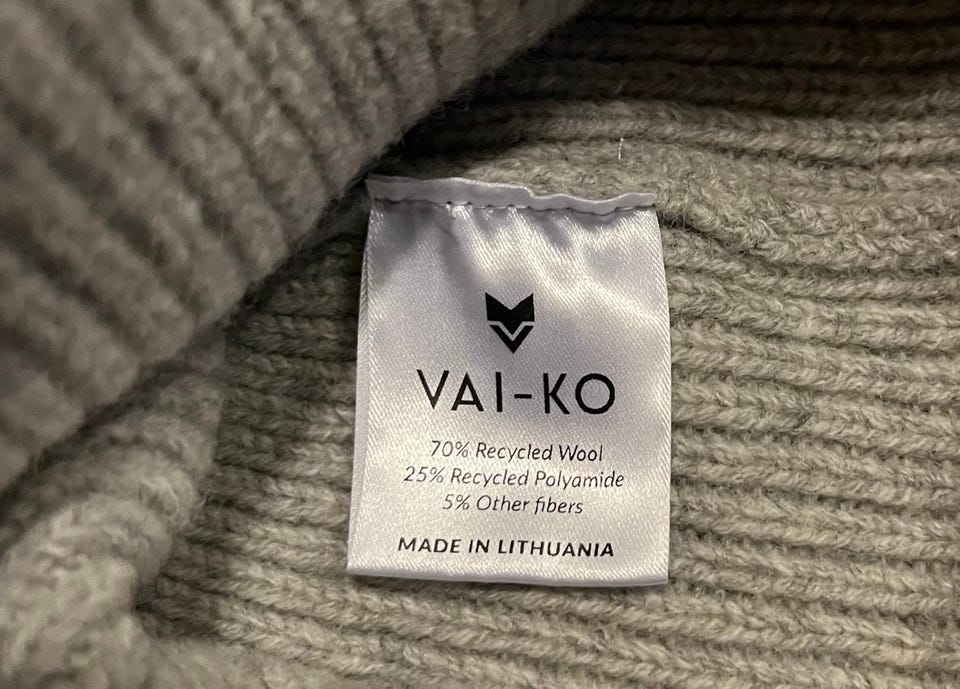 VAI-KO
70% Recycled Wool
25% Recycled Polyamide
5% Other fibers
MADE IN LITHUANIA